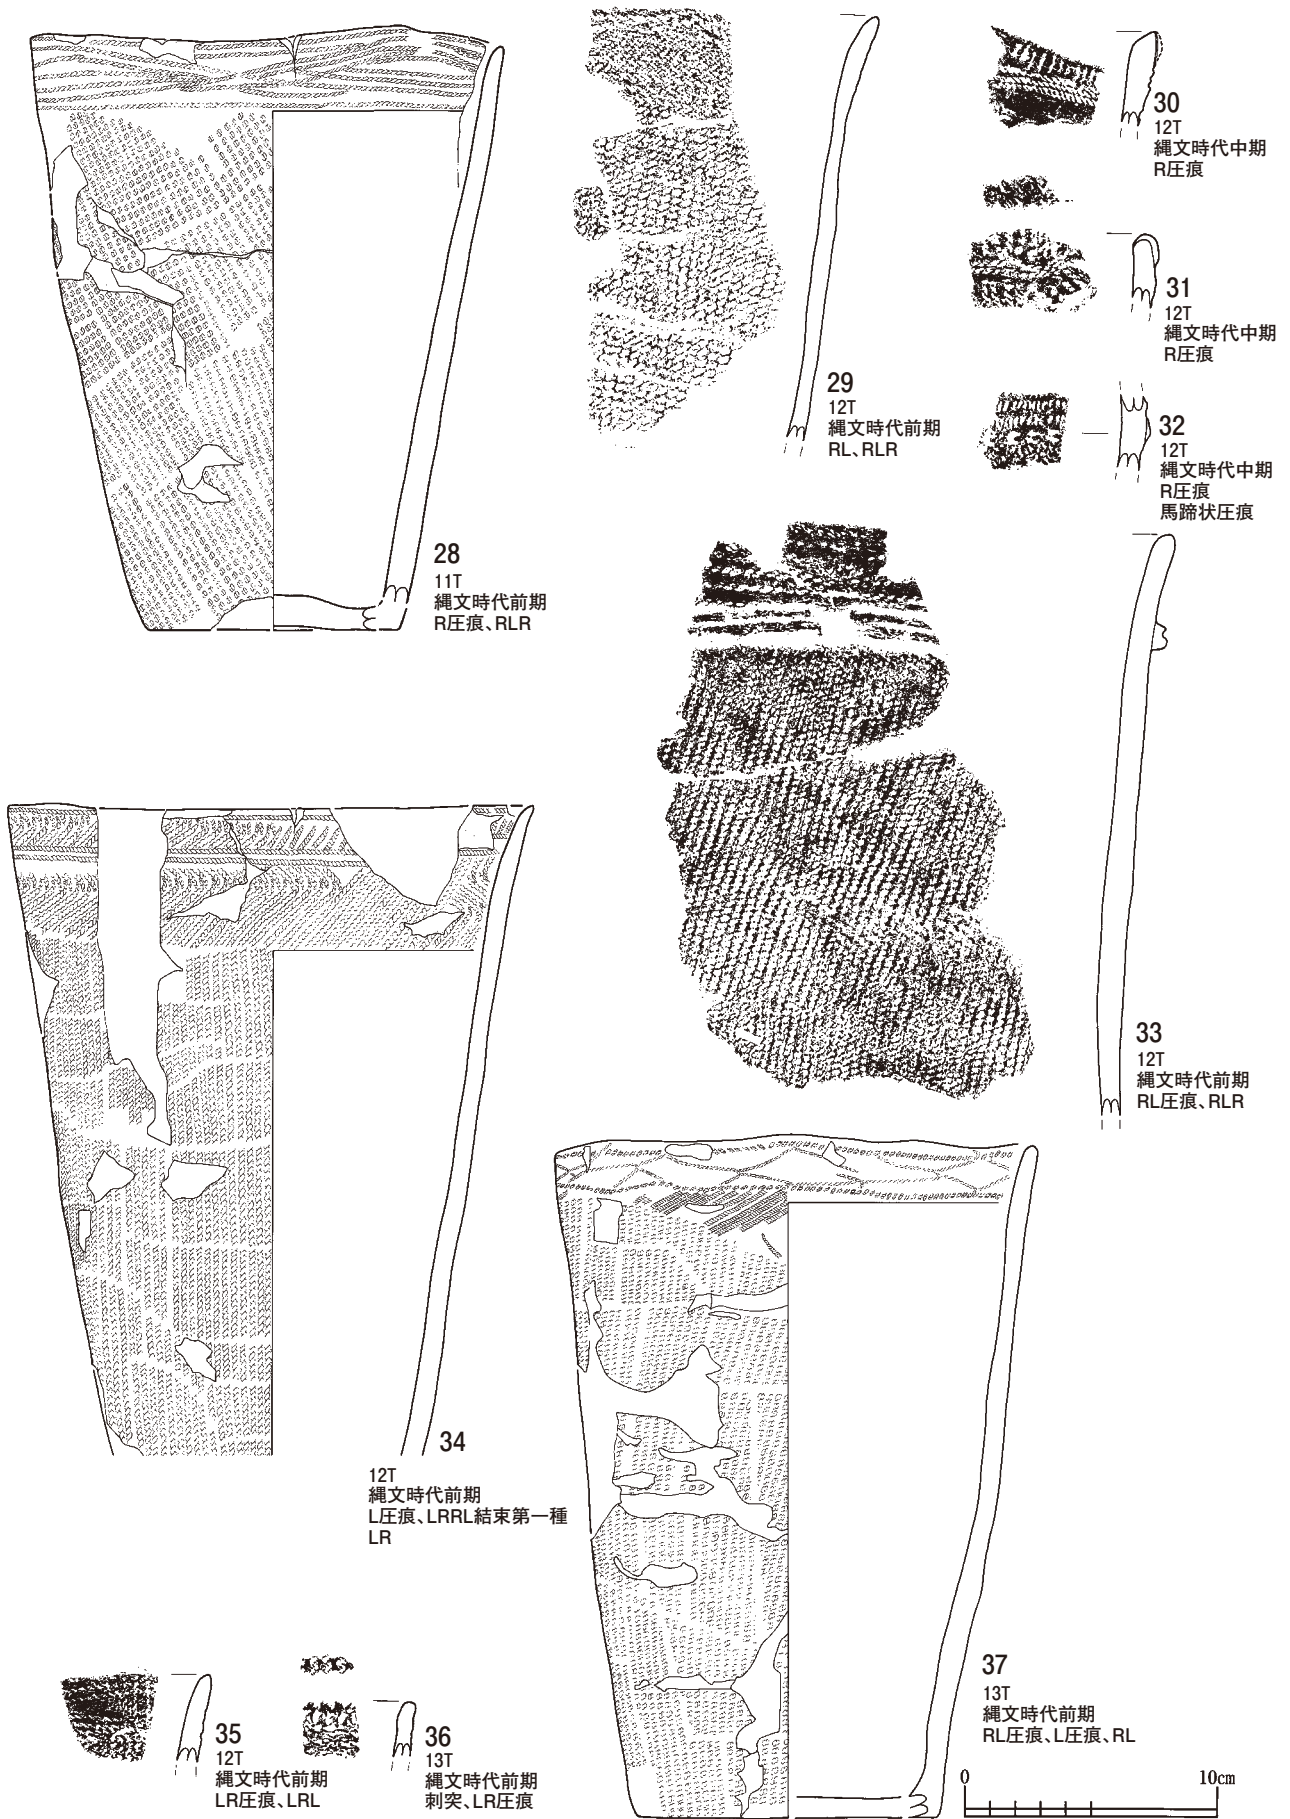 28
11T
縄文時代前期
R圧痕、RLR
29
12T
縄文時代前期
RL、RLR
30
12T
縄文時代中期
R圧痕
31
12T
縄文時代中期
R圧痕
32
12T
縄文時代中期
R圧痕
馬蹄状圧痕
33
12T
縄文時代前期
RL圧痕、RLR
34
12T
縄文時代前期
L圧痕、LRRL結束第一種
LR
35
12T
縄文時代前期
LR圧痕、LRL
36
13T
縄文時代前期
刺突、LR圧痕
37
13T
縄文時代前期
RL圧痕、L圧痕、RL
0 10cm